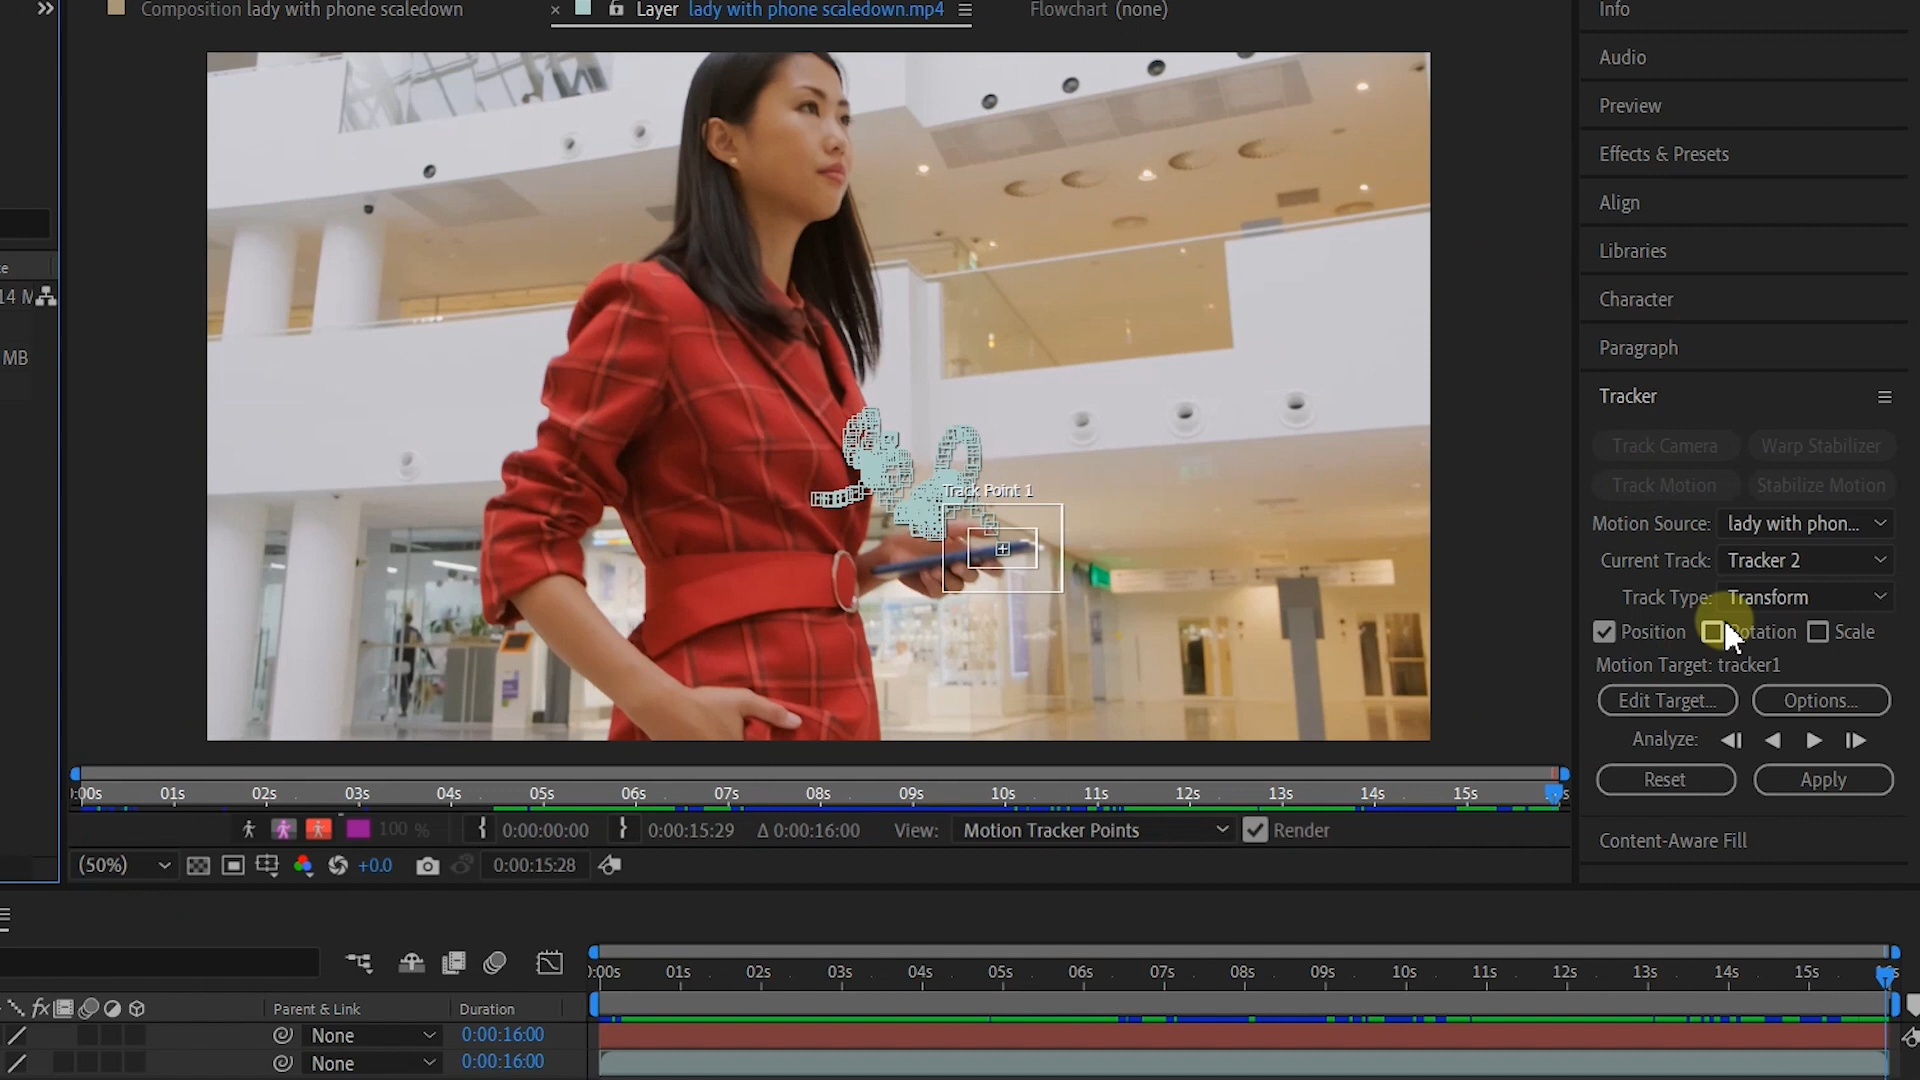 Composition lady with phone scaledown
× Layer lady with phone scaledown.mp4
Flowchart (none)
Info
Audio
Preview
Effects & Presets
Align
Libraries
Character
Paragraph
Tracker
Track Camera
Warp Stabilizer
Track Motion
Stabilize Motion
Motion Source: lady with phon...
Current Track: Tracker 2
Track Type: Transform
Position
Scale
Motion Target: tracker1
Edit Target...
Options...
Analyze:
Reset
Apply
Content-Aware Fill
14 M
MB
Track Point 1
:00s 01s 02s 03s 04s 05s 06s 07s 08s 09s 10s 11s 12s 13s 14s 15s
100 %
0:00:00:00
0:00:15:29
Δ 0:00:16:00
View: Motion Tracker Points
Render
(50%)
+0.0
0:00:15:28
:00s 01s 02s 03s 04s 05s 06s 07s 08s 09s 10s 11s 12s 13s 14s 15s
fx
Parent & Link
Duration
None
0:00:16:00
None
0:00:16:00